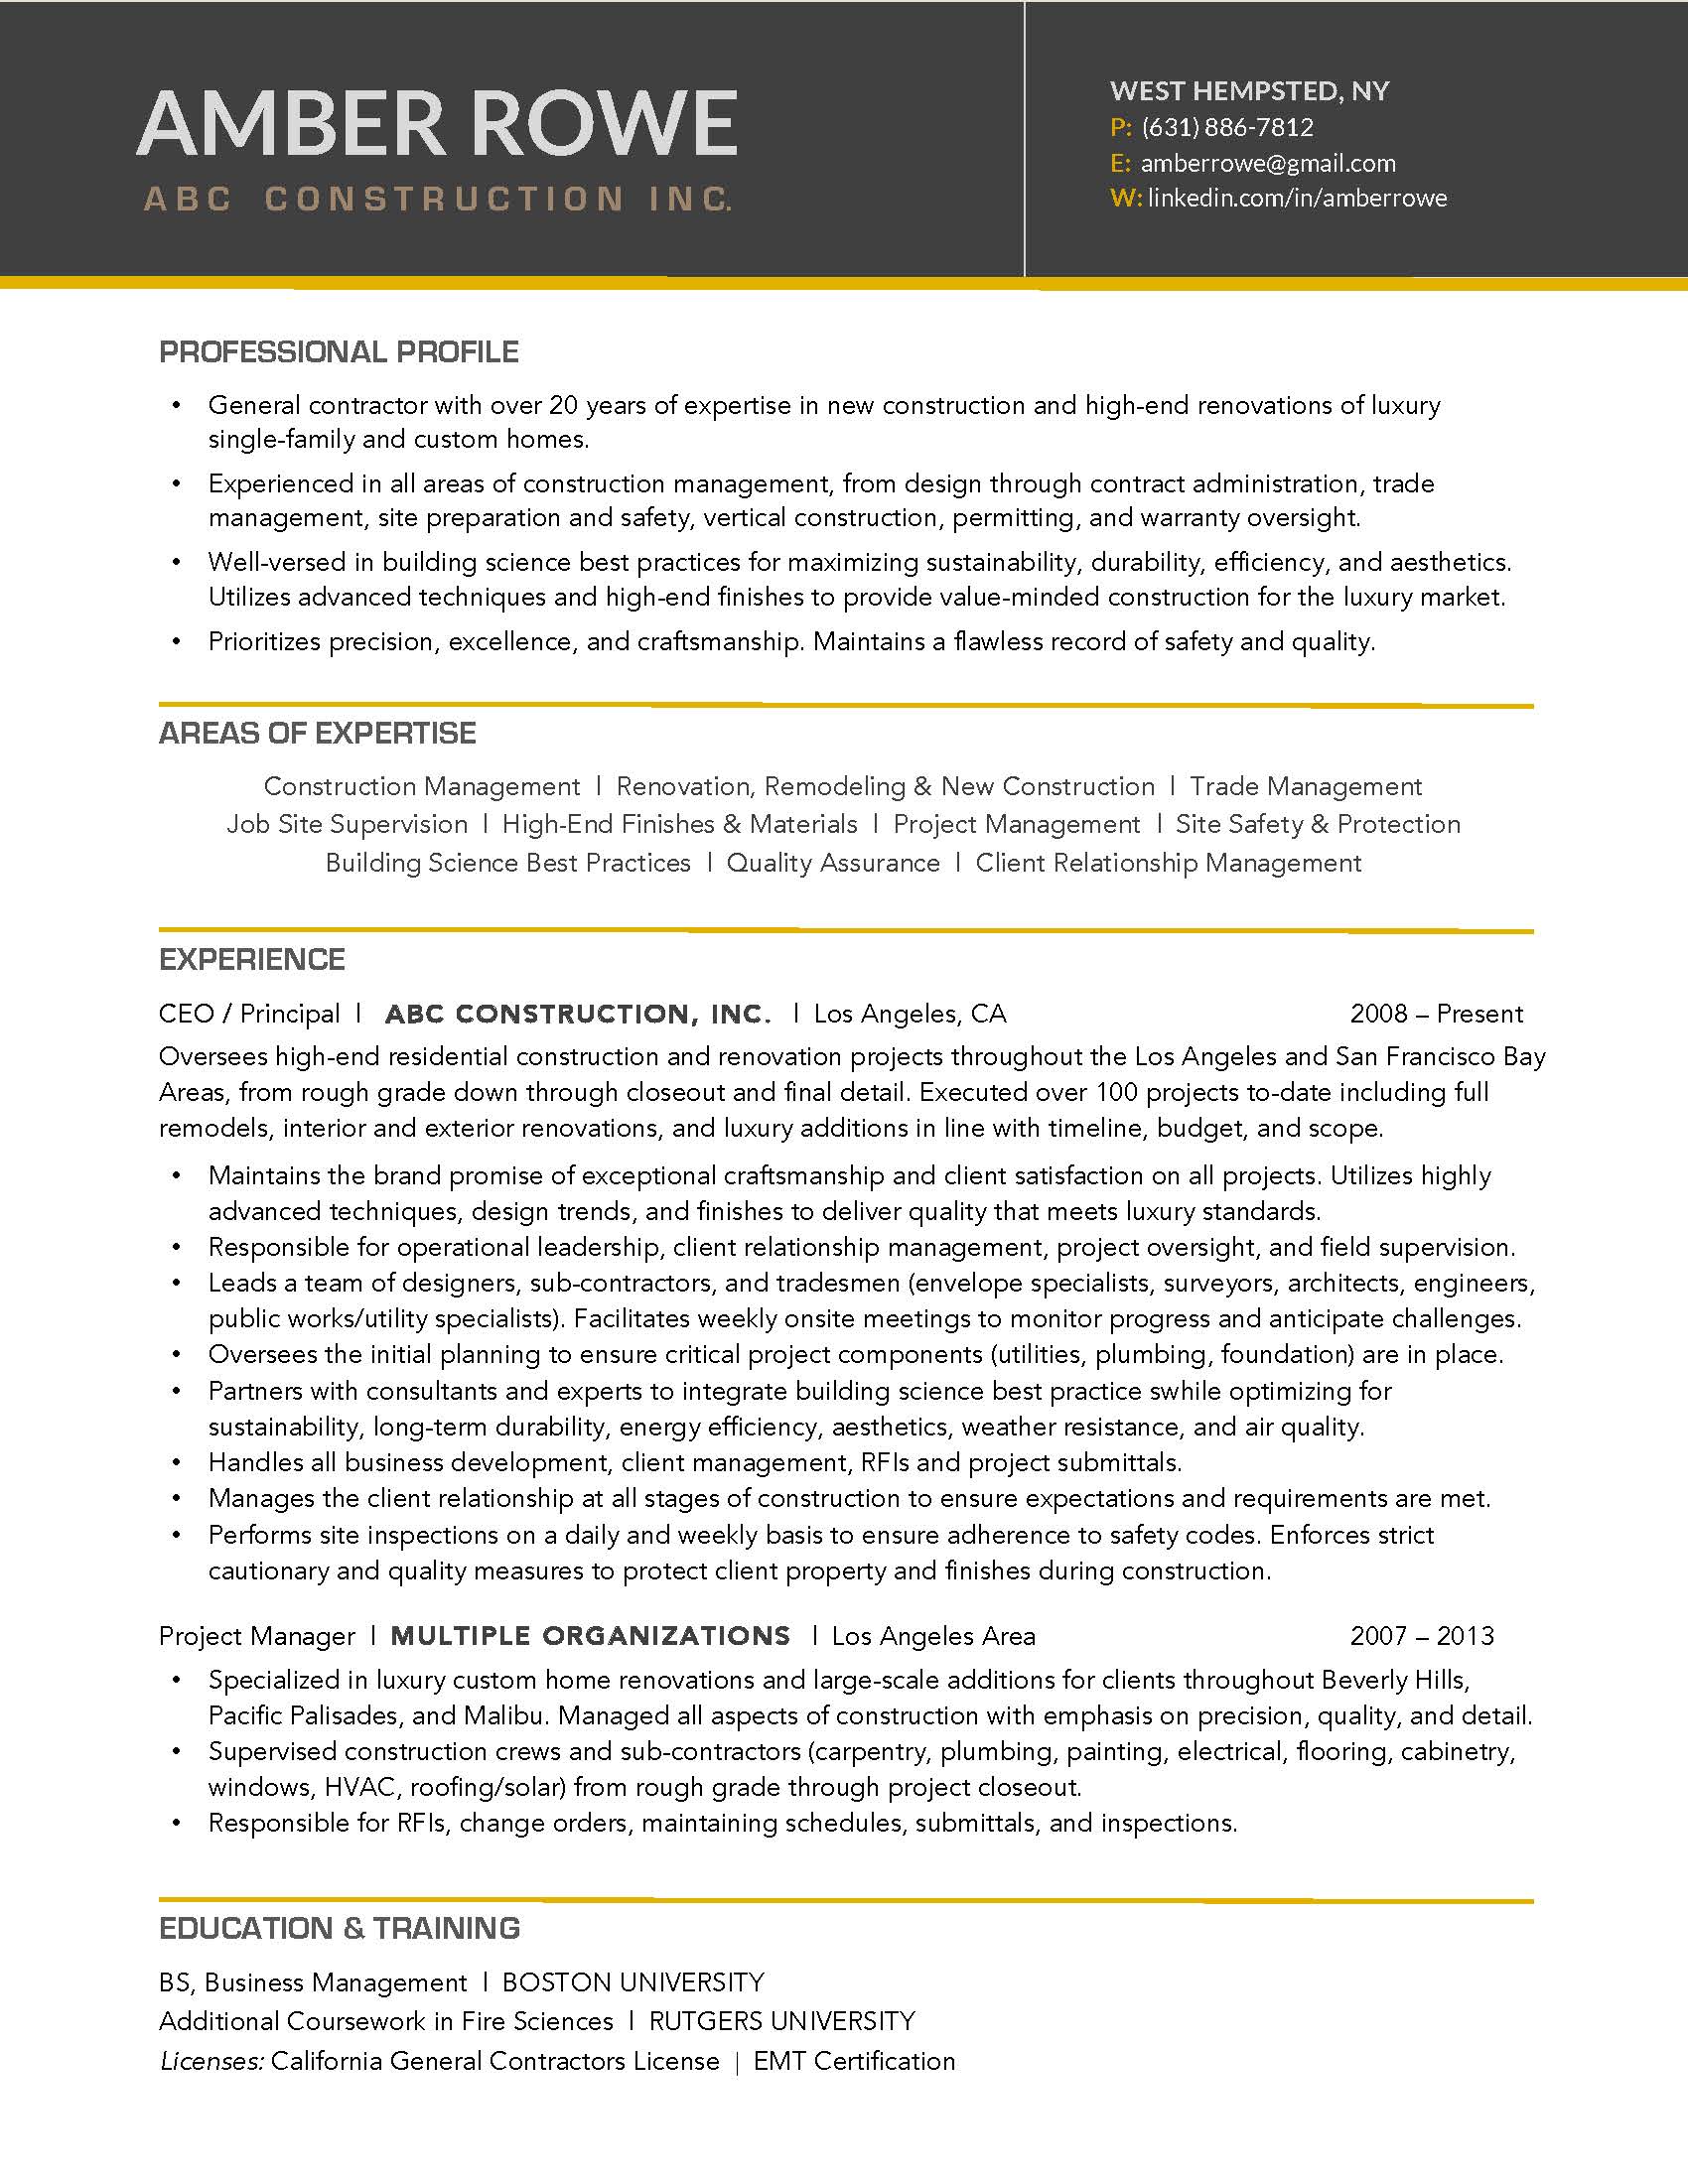 AMBER ROWE
ABC CONSTRUCTION INC.
WEST HEMPSTED, NY
P: (631) 886-7812
E: amberrowe@gmail.com
W: linkedin.com/in/amberrowe
PROFESSIONAL PROFILE
• General contractor with over 20 years of expertise in new construction and high-end renovations of luxury
single-family and custom homes.
• Experienced in all areas of construction management, from design through contract administration, trade
management, site preparation and safety, vertical construction, permitting, and warranty oversight.
• Well-versed in building science best practices for maximizing sustainability, durability, efficiency, and aesthetics.
Utilizes advanced techniques and high-end finishes to provide value-minded construction for the luxury market.
• Prioritizes precision, excellence, and craftsmanship. Maintains a flawless record of safety and quality.
AREAS OF EXPERTISE
Construction Management | Renovation, Remodeling & New Construction | Trade Management
Job Site Supervision | High-End Finishes & Materials | Project Management | Site Safety & Protection
Building Science Best Practices | Quality Assurance | Client Relationship Management
EXPERIENCE
CEO / Principal | ABC CONSTRUCTION, INC. | Los Angeles, CA 2008 – Present
Oversees high-end residential construction and renovation projects throughout the Los Angeles and San Francisco Bay
Areas, from rough grade down through closeout and final detail. Executed over 100 projects to-date including full
remodels, interior and exterior renovations, and luxury additions in line with timeline, budget, and scope.
• Maintains the brand promise of exceptional craftsmanship and client satisfaction on all projects. Utilizes highly
advanced techniques, design trends, and finishes to deliver quality that meets luxury standards.
• Responsible for operational leadership, client relationship management, project oversight, and field supervision.
• Leads a team of designers, sub-contractors, and tradesmen (envelope specialists, surveyors, architects, engineers,
public works/utility specialists). Facilitates weekly onsite meetings to monitor progress and anticipate challenges.
• Oversees the initial planning to ensure critical project components (utilities, plumbing, foundation) are in place.
• Partners with consultants and experts to integrate building science best practice swhile optimizing for
sustainability, long-term durability, energy efficiency, aesthetics, weather resistance, and air quality.
• Handles all business development, client management, RFIs and project submittals.
• Manages the client relationship at all stages of construction to ensure expectations and requirements are met.
• Performs site inspections on a daily and weekly basis to ensure adherence to safety codes. Enforces strict
cautionary and quality measures to protect client property and finishes during construction.
Project Manager | MULTIPLE ORGANIZATIONS | Los Angeles Area 2007 – 2013
• Specialized in luxury custom home renovations and large-scale additions for clients throughout Beverly Hills,
Pacific Palisades, and Malibu. Managed all aspects of construction with emphasis on precision, quality, and detail.
• Supervised construction crews and sub-contractors (carpentry, plumbing, painting, electrical, flooring, cabinetry,
windows, HVAC, roofing/solar) from rough grade through project closeout.
• Responsible for RFIs, change orders, maintaining schedules, submittals, and inspections.
EDUCATION & TRAINING
BS, Business Management | BOSTON UNIVERSITY
Additional Coursework in Fire Sciences | RUTGERS UNIVERSITY
Licenses: California General Contractors License | EMT Certification